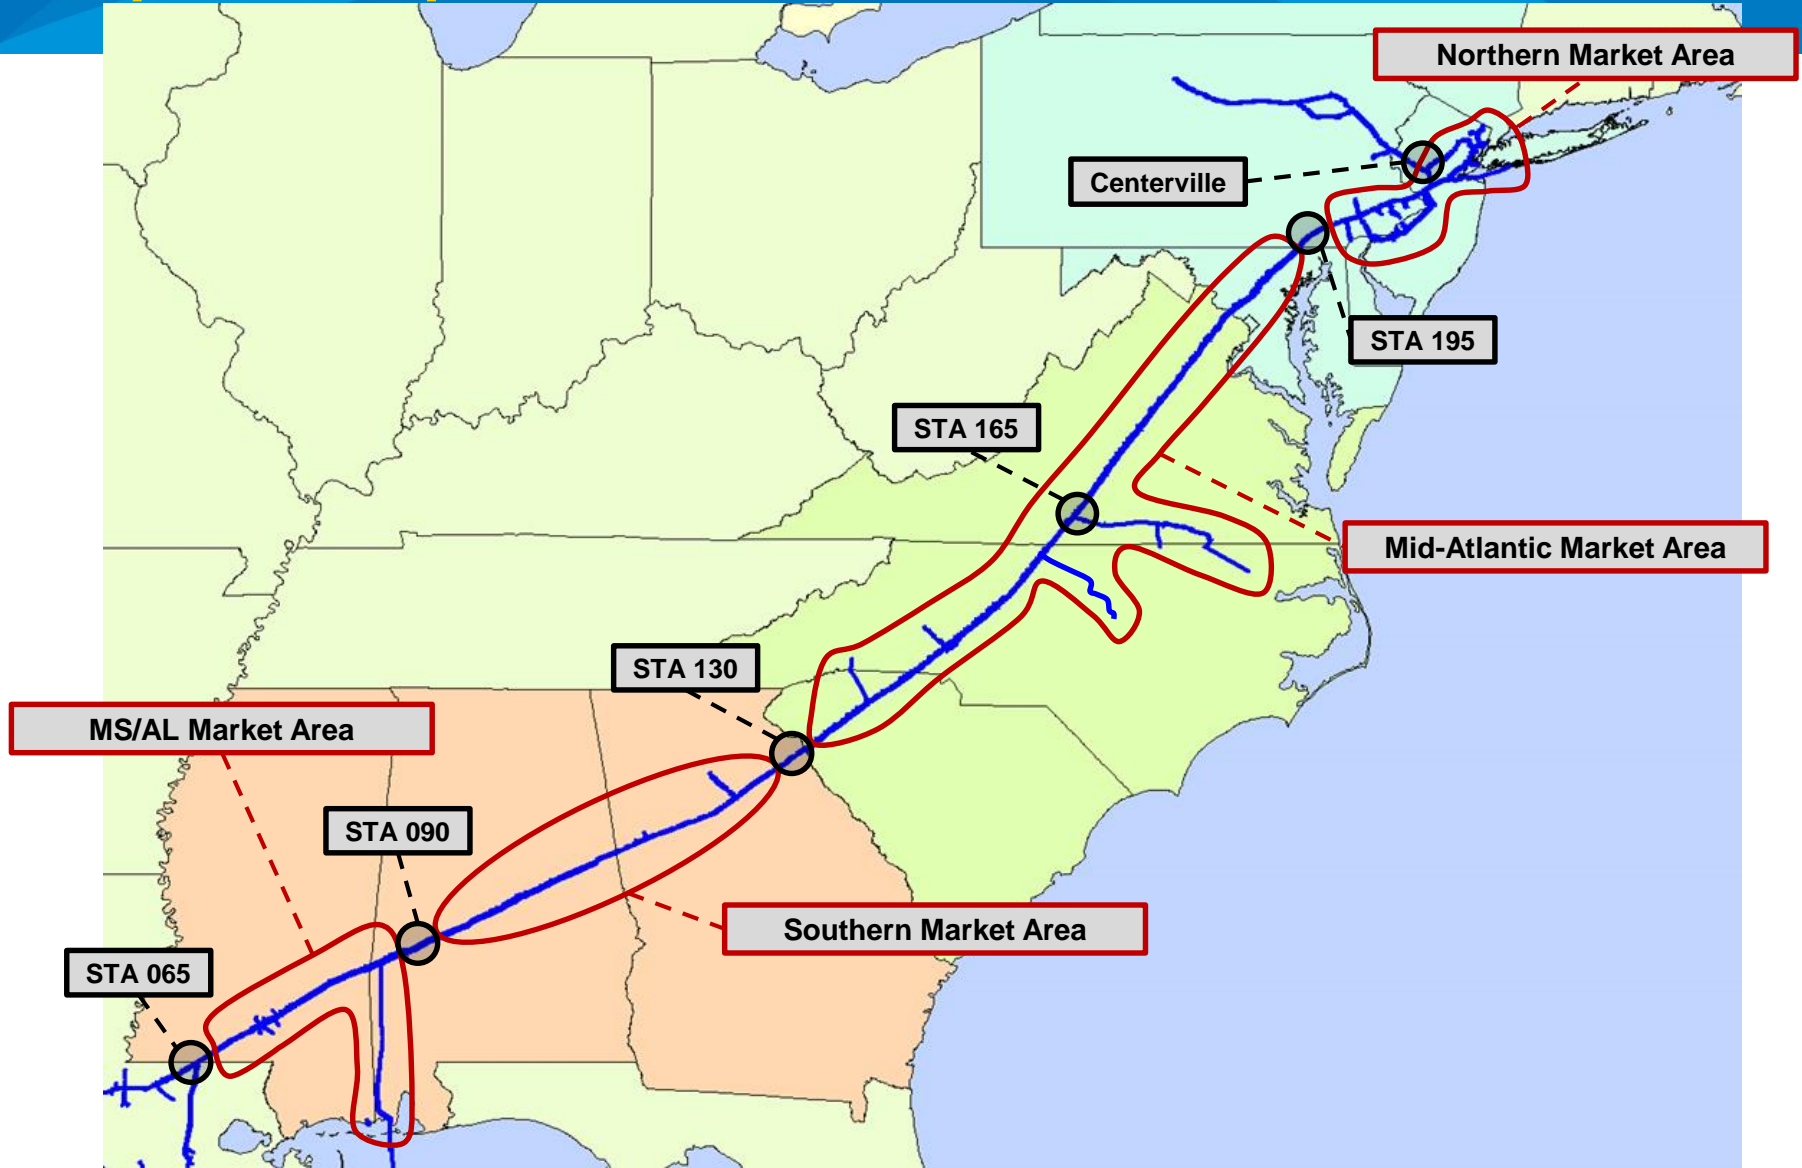 Northern Market Area
Centerville
STA 195
STA 165
Mid-Atlantic Market Area
STA 130
MS/AL Market Area
STA 090
Southern Market Area
STA 065